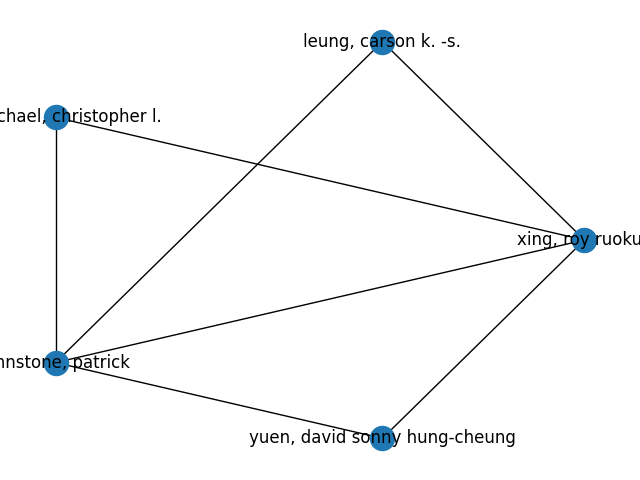 leung, carson k. -s.
chael, christopher l.
xing, roy ruoku
nnstone, patrick
yuen, david sonny hung-cheung